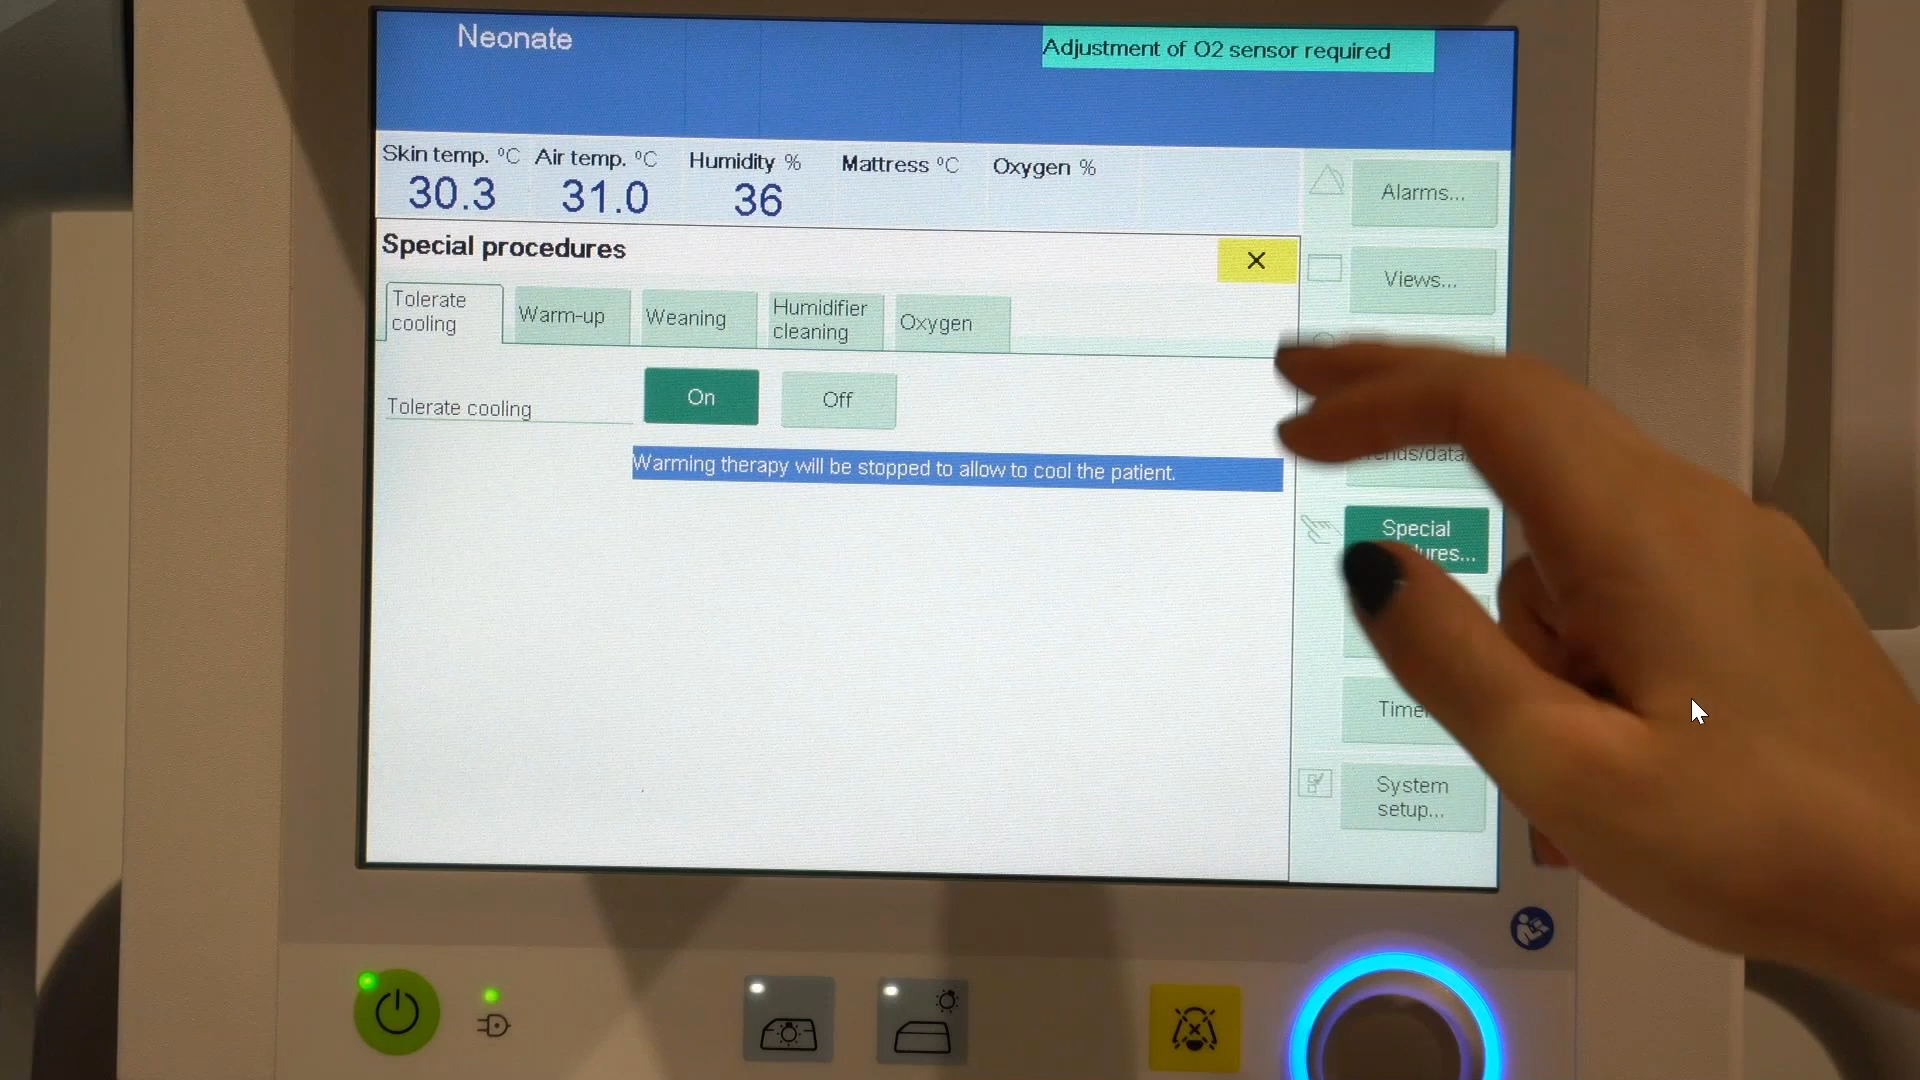 Neonate
Adjustment of O2 sensor required
Skin temp. °C Air temp. °C Humidity % Mattress °C Oxygen %
30.3 31.0 36
Alarms...
Special procedures
Views...
Tolerate cooling
Warm-up
Weaning
Humidifier cleaning
Oxygen
Tolerate cooling
On
Off
Warming therapy will be stopped to allow to cool the patient.
Special
System
setup...